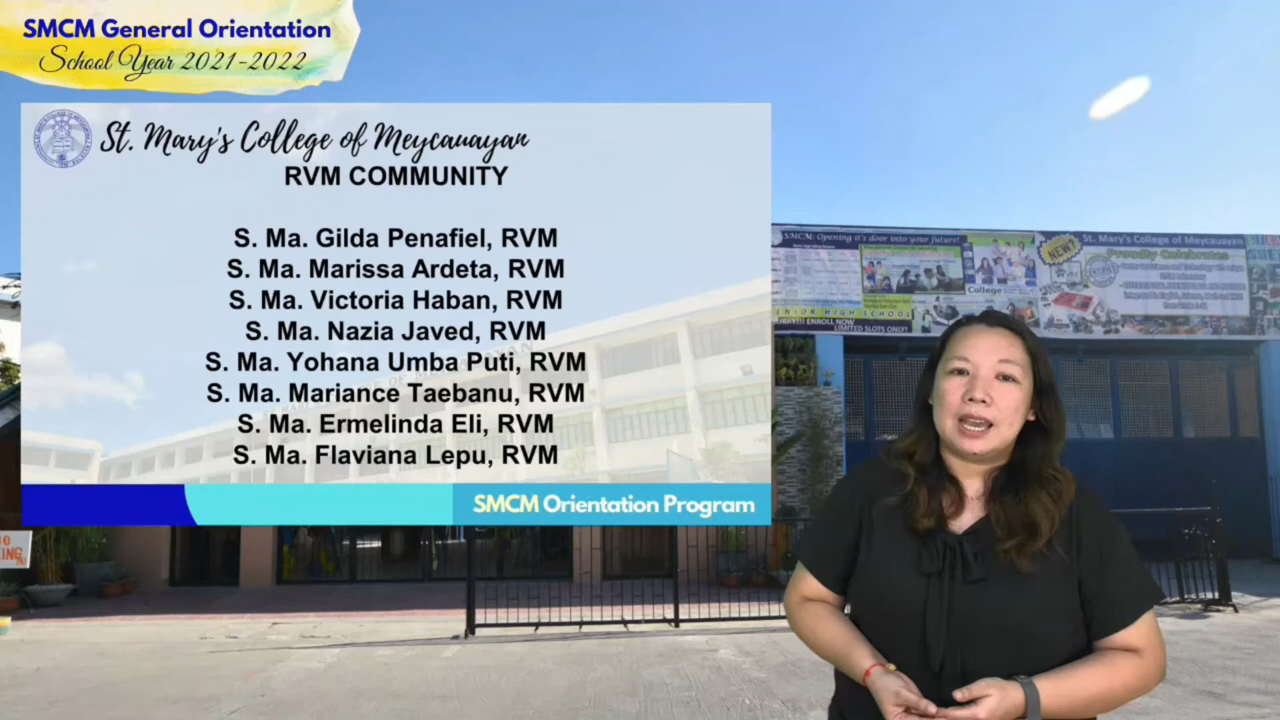 SMCM General Orientation
School Year 2021-2022
St. Mary's College of Meycauayan
RVM COMMUNITY
S. Ma. Gilda Penafiel, RVM
S. Ma. Marissa Ardeta, RVM
S. Ma. Victoria Haban, RVM
S. Ma. Nazia Javed, RVM
S. Ma. Yohana Umba Puti, RVM
S. Ma. Mariance Taebanu, RVM
S. Ma. Ermelinda Eli, RVM
S. Ma. Flaviana Lepu, RVM
SMCM Orientation Program
SMCM: Opening it's door into your future!
College
SENIOR HIGH SCHOOL
ENROLL NOW
LIMITED SLOTS ONLY!
NEW?
St. Mary's College of Meycauayan
Proudly Celebrates